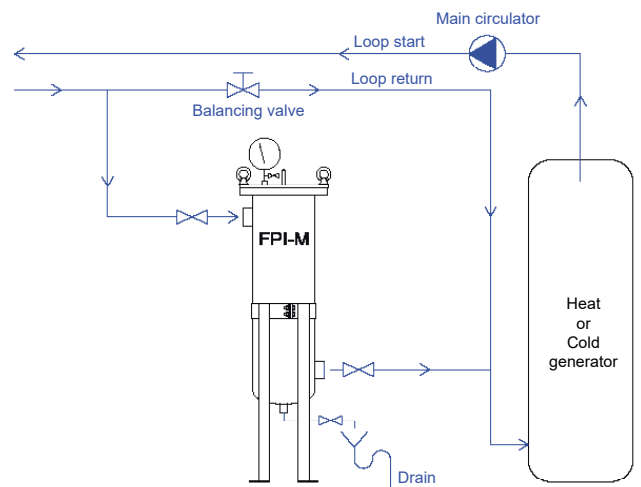 Main circulator
Loop start
Loop return
Balancing valve
FPI-M
Heat
or
Cold
generator
Drain